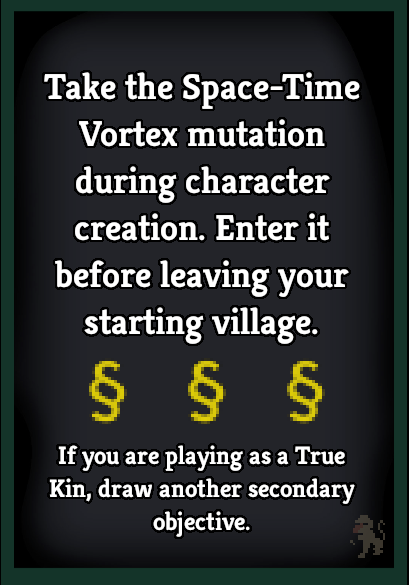 Take the Space-Time
Vortex mutation
during character
creation. Enter it
before leaving your
starting village.
§ § §
If you are playing as a True
Kin, draw another secondary
objective.